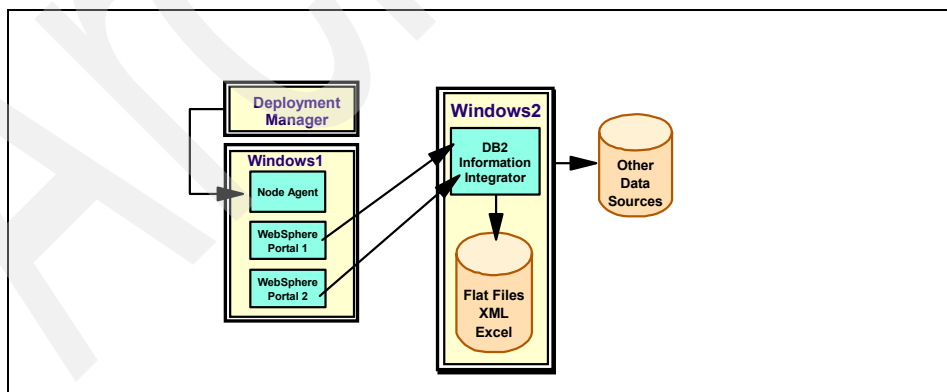 Deployment
Manager
Windows1
Node Agent
WebSphere
Portal 1
WebSphere
Portal 2
Windows2
DB2
Information
Integrator
Flat Files
XML
Excel
Other
Data
Sources